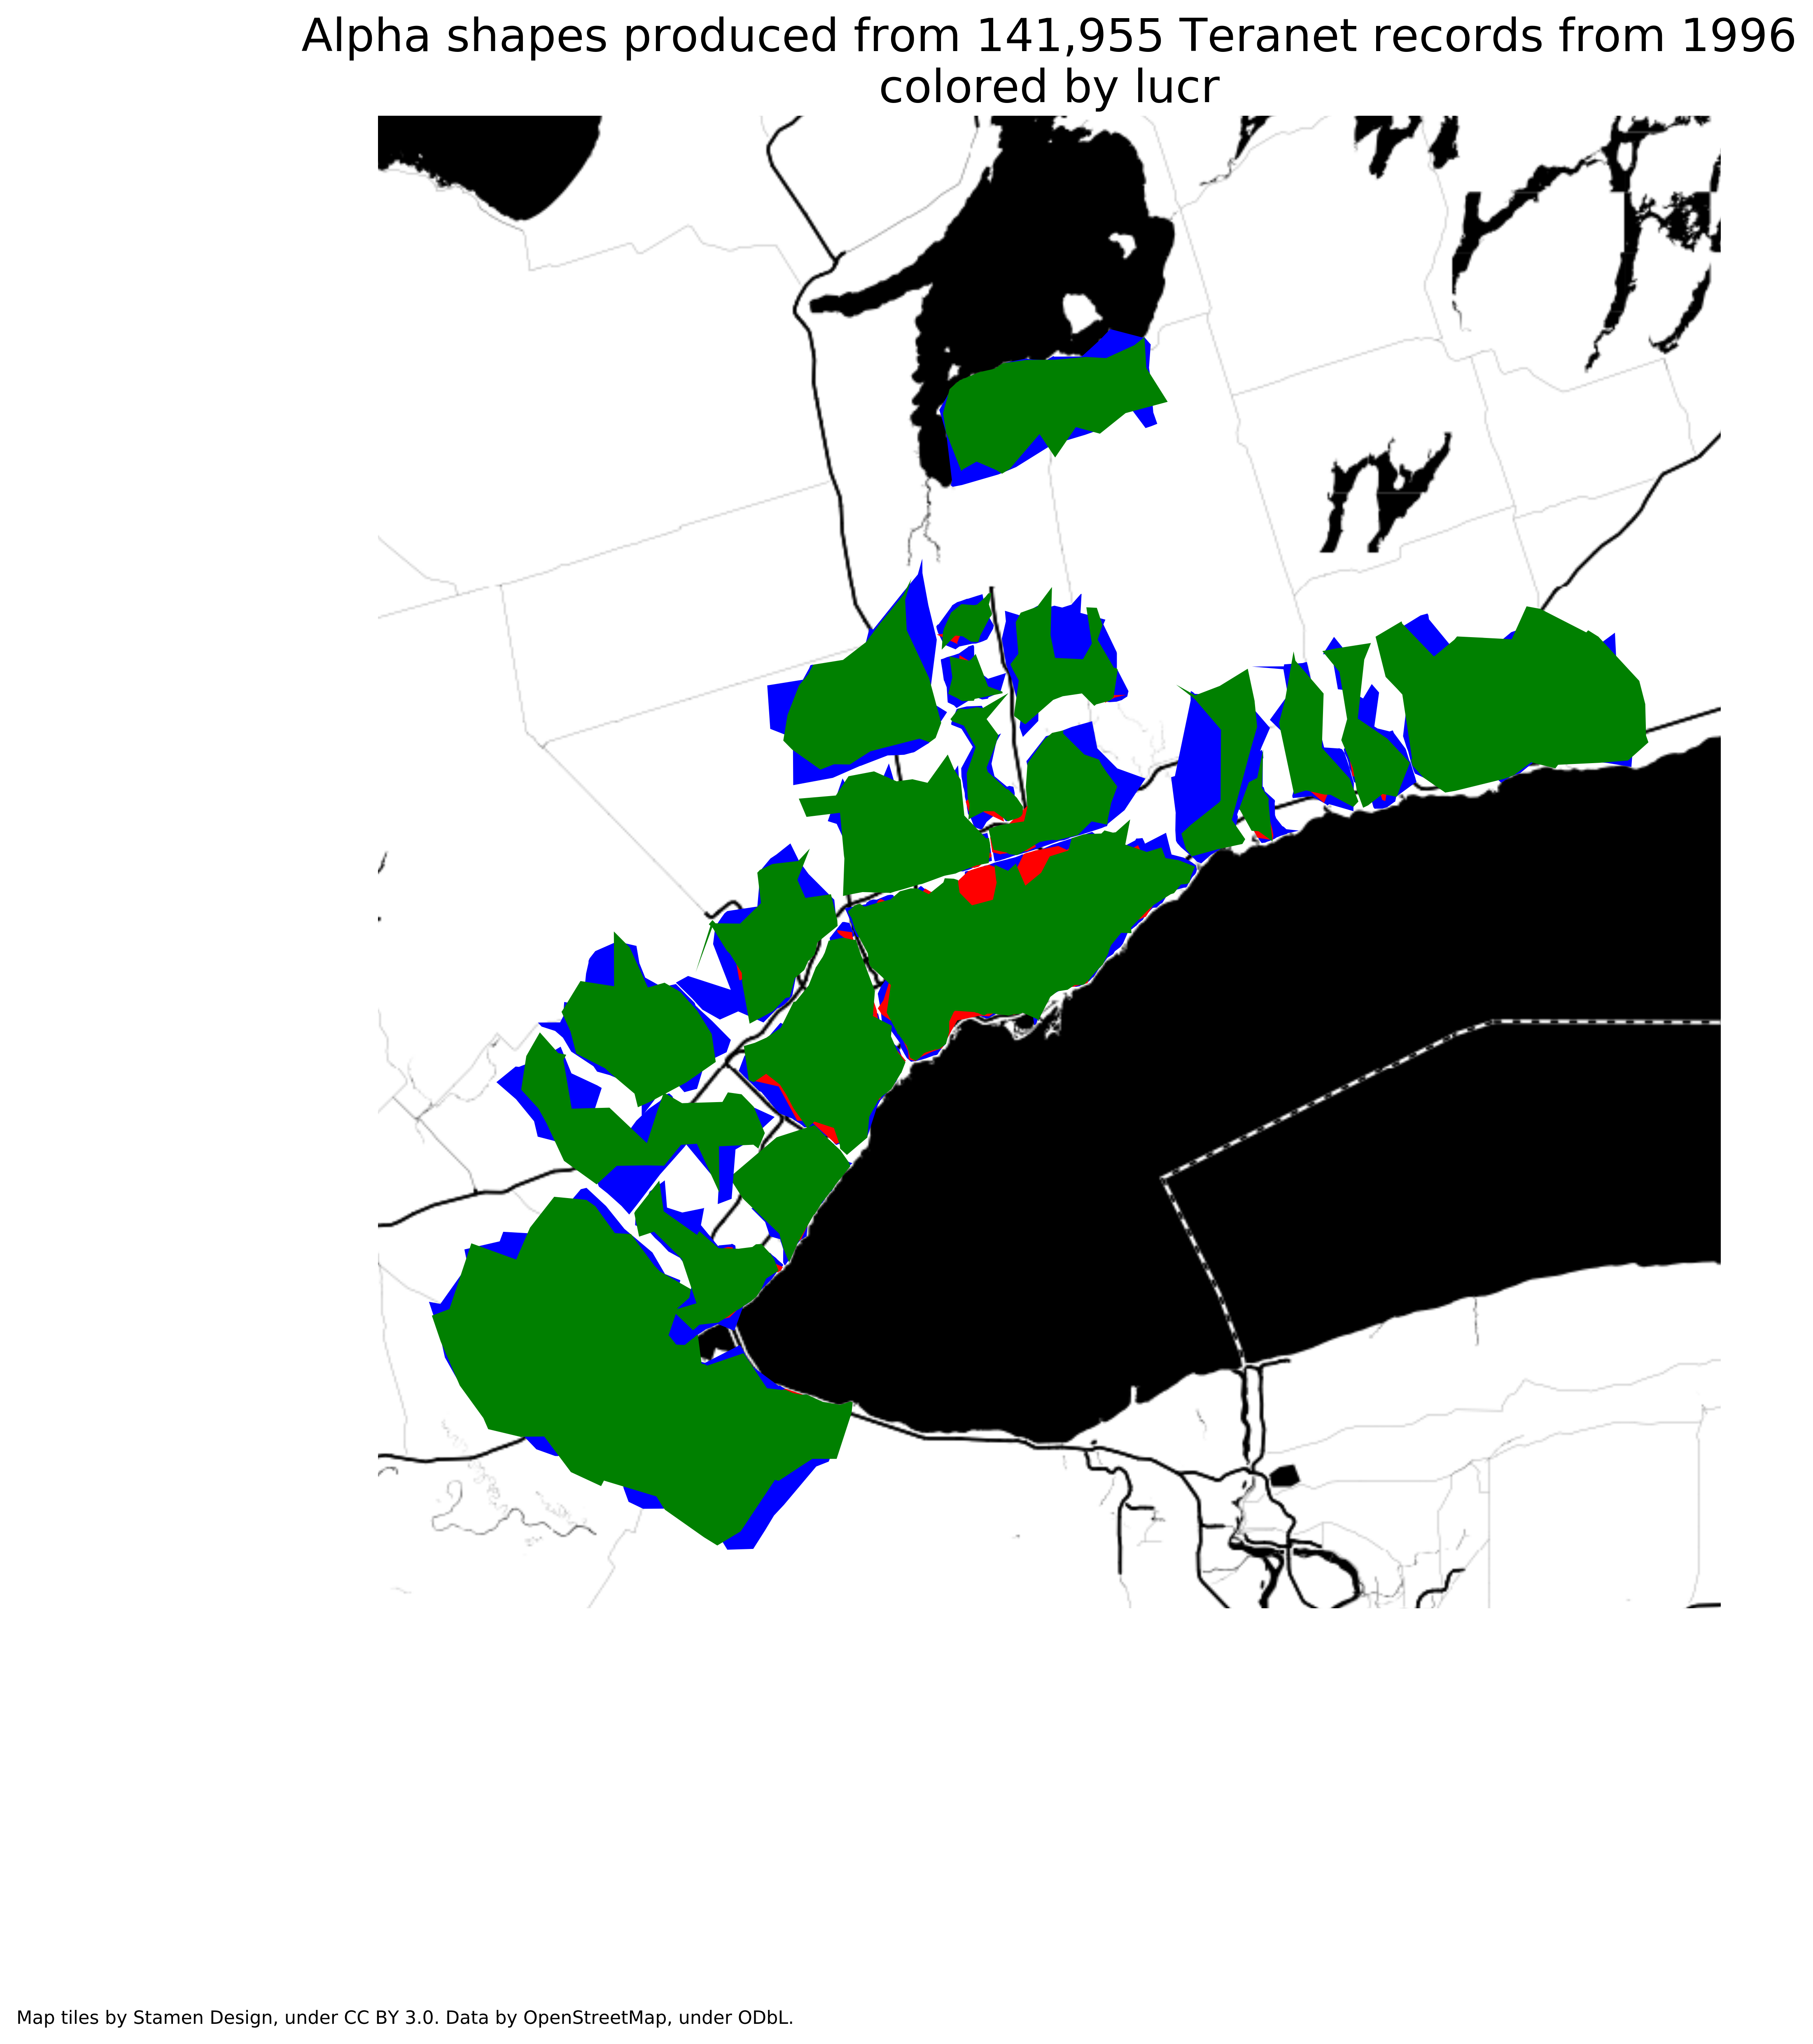 Alpha shapes produced from 141,955 Teranet records from 1996
colored by lucr
Map tiles by Stamen Design, under CC BY 3.0. Data by OpenStreetMap, under ODbL.